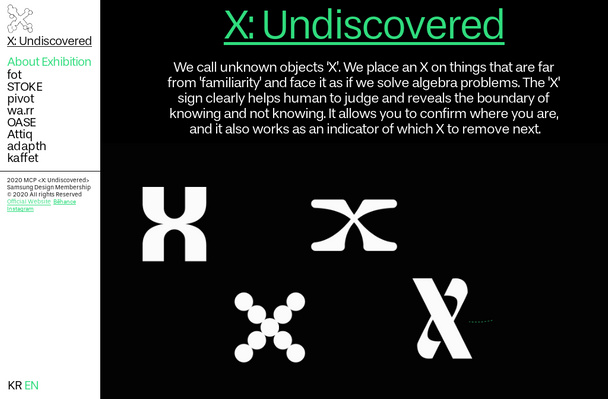 X: Undiscovered
About Exhibition
fot
STOKE
pivot
wa.rr
OASE
Attiq
adapth
kaffet
2020 MCP <X: Undiscovered>
Samsung Design Membership
© 2020 All rights Reserved
Official Website Bēhance
Instagram
KR EN
X: Undiscovered
We call unknown objects 'X'. We place an X on things that are far
from 'familiarity' and face it as if we solve algebra problems. The 'X'
sign clearly helps human to judge and reveals the boundary of
knowing and not knowing. It allows you to confirm where you are,
and it also works as an indicator of which X to remove next.